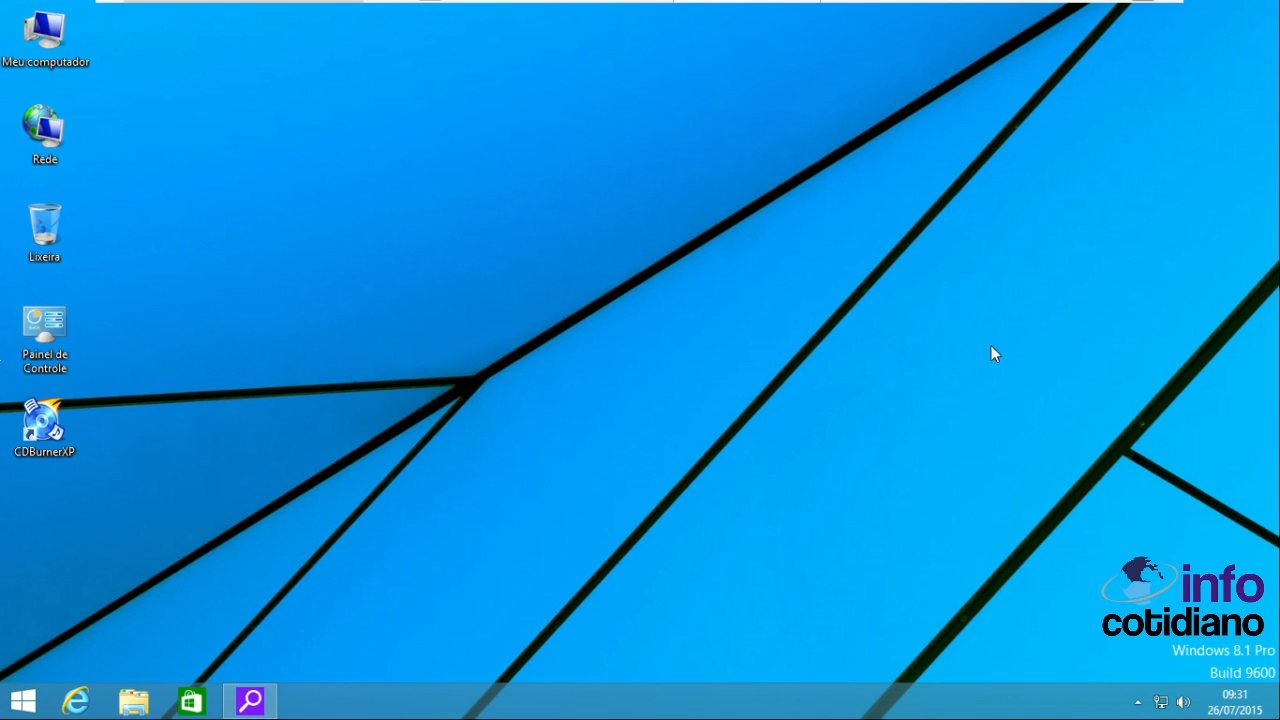 Meu computador
Rede
Lixeira
Painel de
Controle
CDBurnerXP
info
cotidiano
Windows 8.1 Pro
Build 9600
09:31
26/07/2015